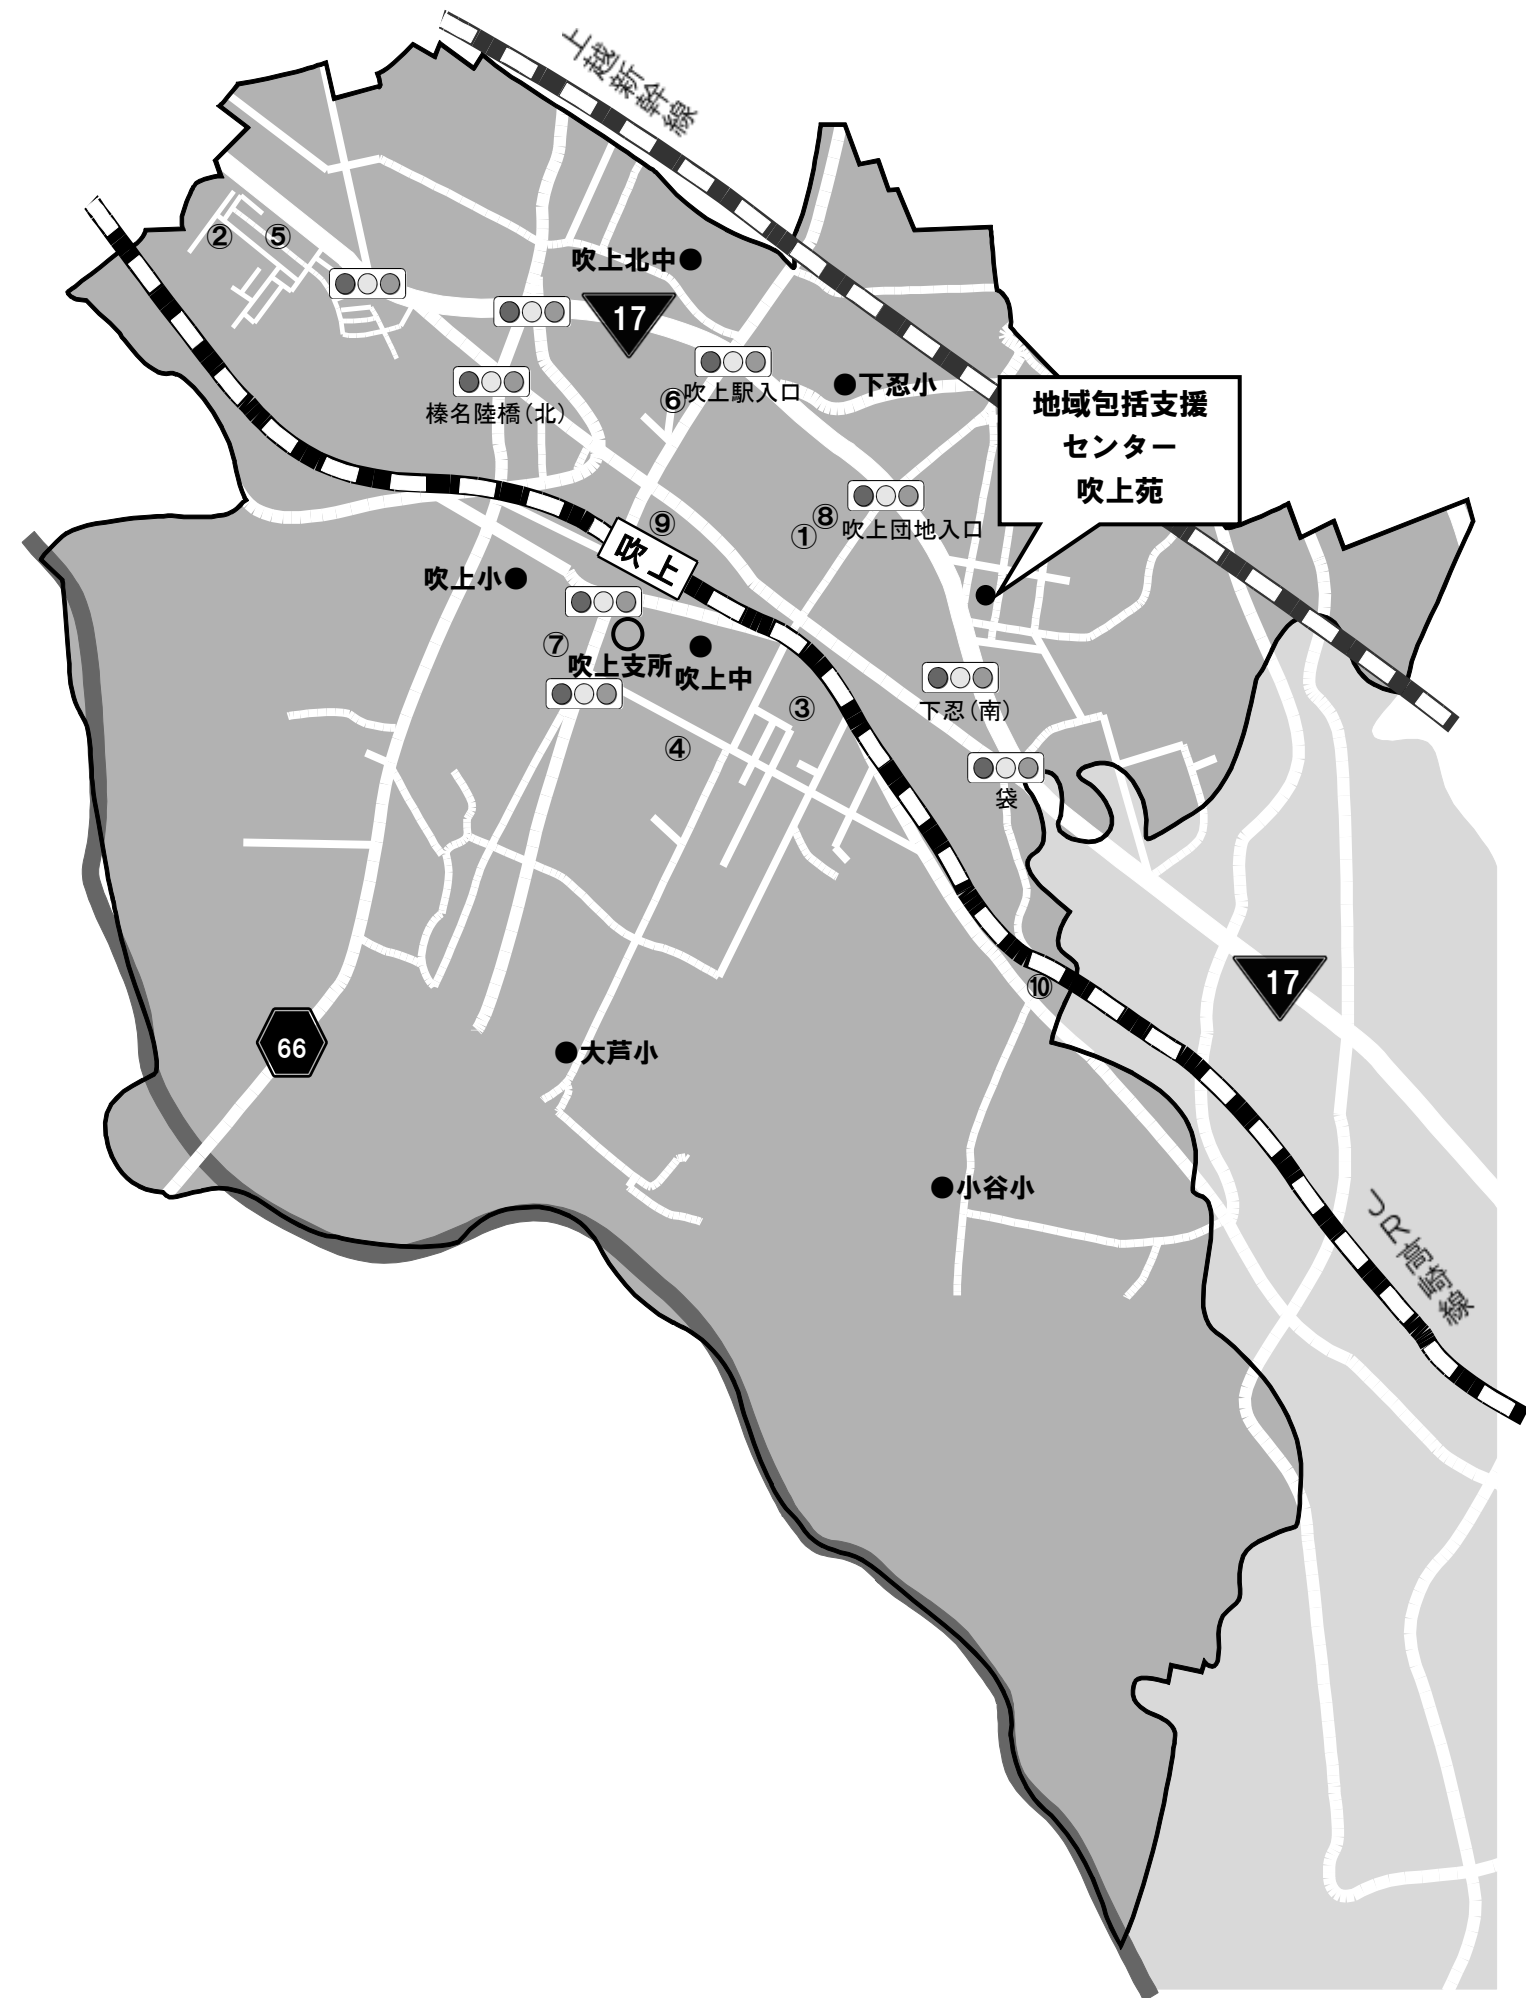 上越新幹線
②
⑤
吹上北中
17
吹上駅入口
⑥
下忍小
榛名陸橋（北）
地域包括支援
センター
吹上苑
⑨
⑧
①
吹上団地入口
吹上
吹上小
⑦
吹上支所
吹上中
③
下忍（南）
④
袋
⑩
17
66
大芦小
小谷小
JR高崎線